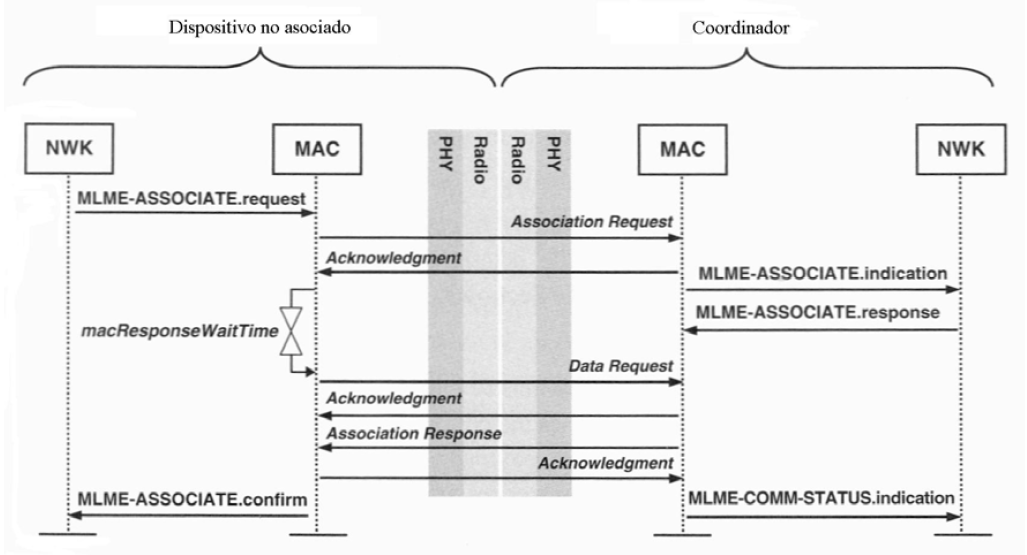 Dispositivo no asociado
Coordinador
NWK
MAC
PHY
Radio
Radio
PHY
MAC
NWK
MLME-ASSOCIATE.request
Association Request
Acknowledgment
MLME-ASSOCIATE.indication
MLME-ASSOCIATE.response
macResponseWaitTime
Data Request
Acknowledgment
Association Response
Acknowledgment
MLME-ASSOCIATE.confirm
MLME-COMM-STATUS.indication